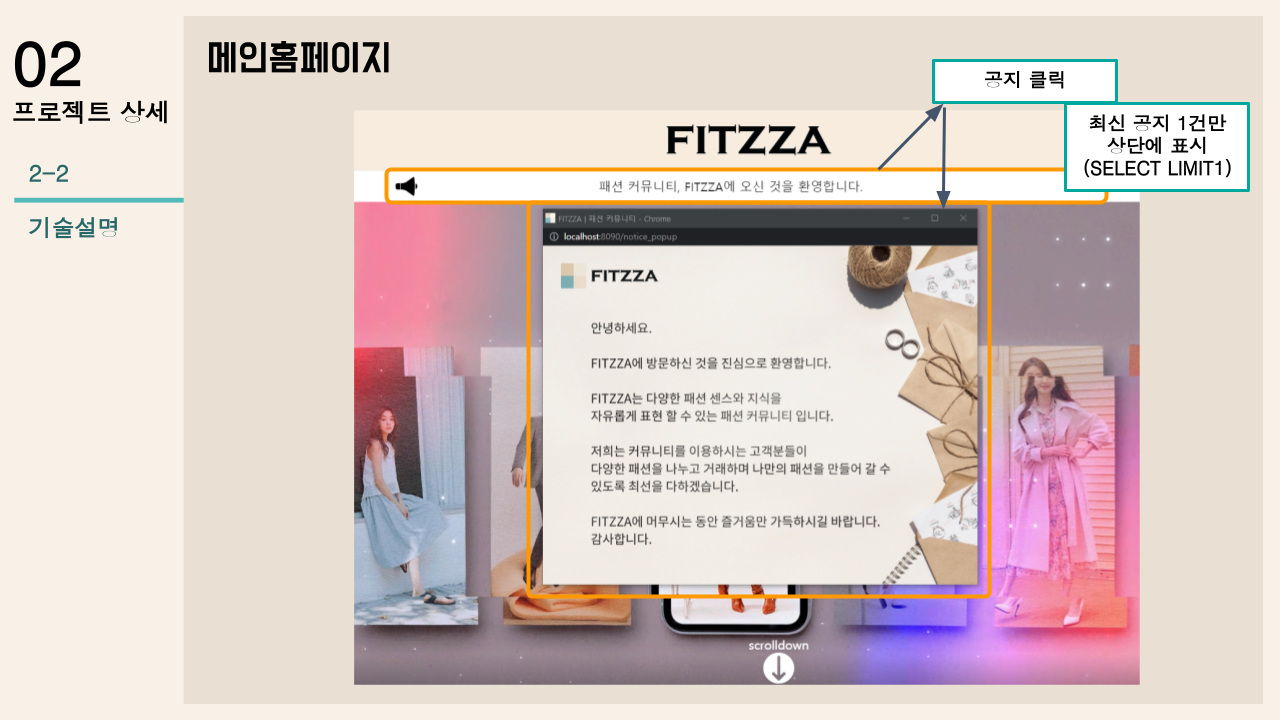 02
프로젝트 상세
2-2
기술설명
메인홈페이지
공지 클릭
최신 공지 1건만
상단에 표시
(SELECT LIMIT1)
FITZZA
패션 커뮤니티, FITZZA에 오신 것을 환영합니다.
FITZZA | 패션 커뮤니티 - Chrome
localhost:8090/notice_popup
FITZZA
안녕하세요.
FITZZA에 방문하신 것을 진심으로 환영합니다.
FITZZA는 다양한 패션 센스와 지식을
자유롭게 표현 할 수 있는 패션 커뮤니티 입니다.
저희는 커뮤니티를 이용하시는 고객분들이
다양한 패션을 나누고 거래하며 나만의 패션을 만들어 갈 수
있도록 최선을 다하겠습니다.
FITZZA에 머무시는 동안 즐거움만 가득하시길 바랍니다.
감사합니다.
scrolldown